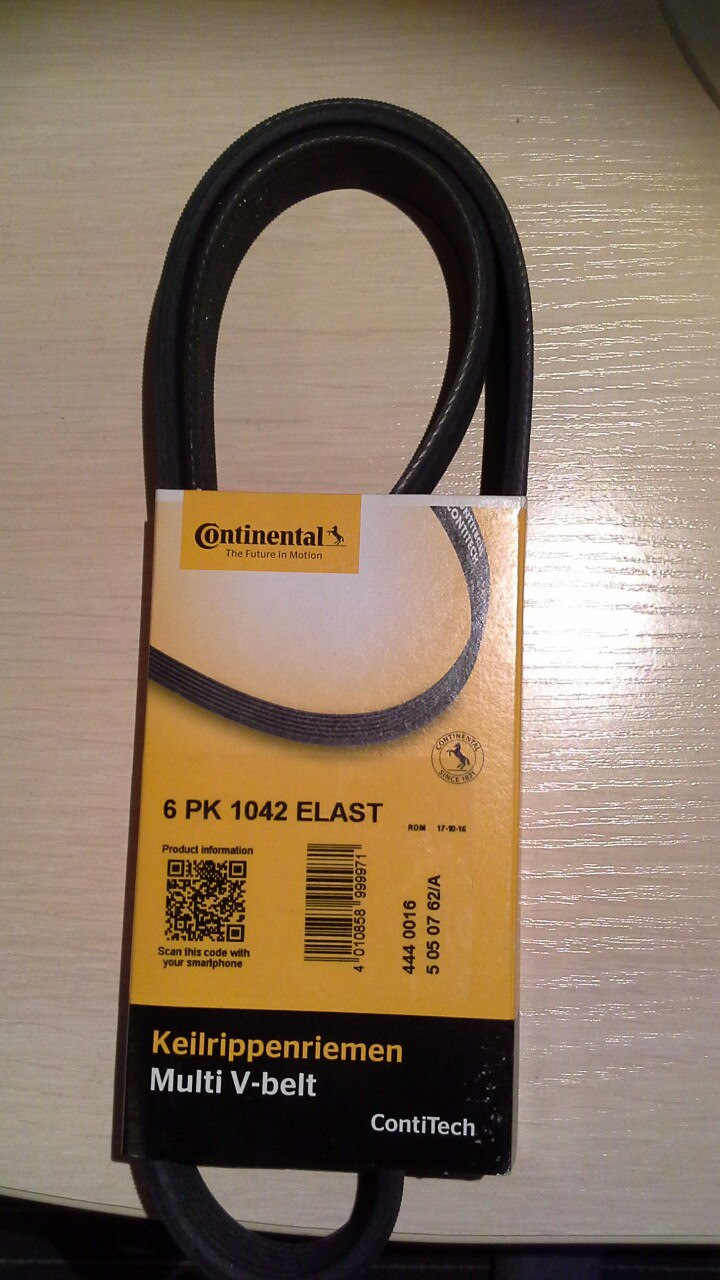 Continental
The Future in Motion
CONTITECH
CONTINENTAL
SINCE 1871
6 PK 1042 ELAST
ROM 17-10-16
Product information
Scan this code with
your smartphone
4 010858 999971
444 0016
5 05 07 62/A
Keilrippenriemen
Multi V-belt
ContiTech